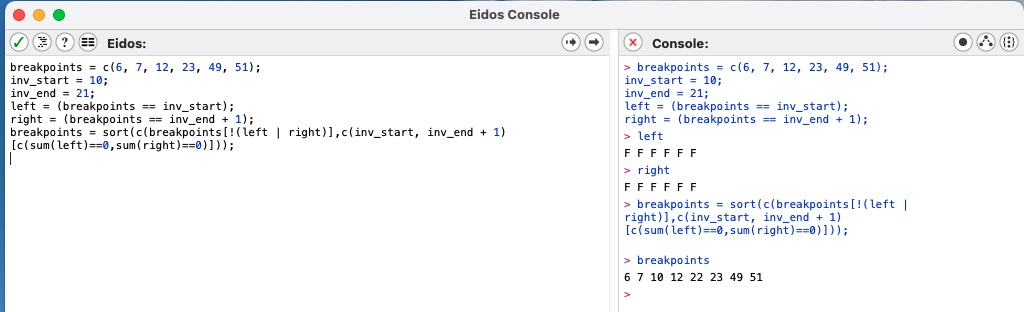 Eidos Console
Eidos:
breakpoints = c(6, 7, 12, 23, 49, 51);
inv_start = 10;
inv_end = 21;
left = (breakpoints == inv_start);
right = (breakpoints == inv_end + 1);
breakpoints = sort(c(breakpoints[!(left | right)],c(inv_start, inv_end + 1)
[c(sum(left)==0,sum(right)==0)]));
Console:
> breakpoints = c(6, 7, 12, 23, 49, 51);
inv_start = 10;
inv_end = 21;
left = (breakpoints == inv_start);
right = (breakpoints == inv_end + 1);
> left
F F F F F F
> right
F F F F F F
> breakpoints = sort(c(breakpoints[!(left |
right)],c(inv_start, inv_end + 1)
[c(sum(left)==0,sum(right)==0)]));
> breakpoints
6 7 10 12 22 23 49 51
>